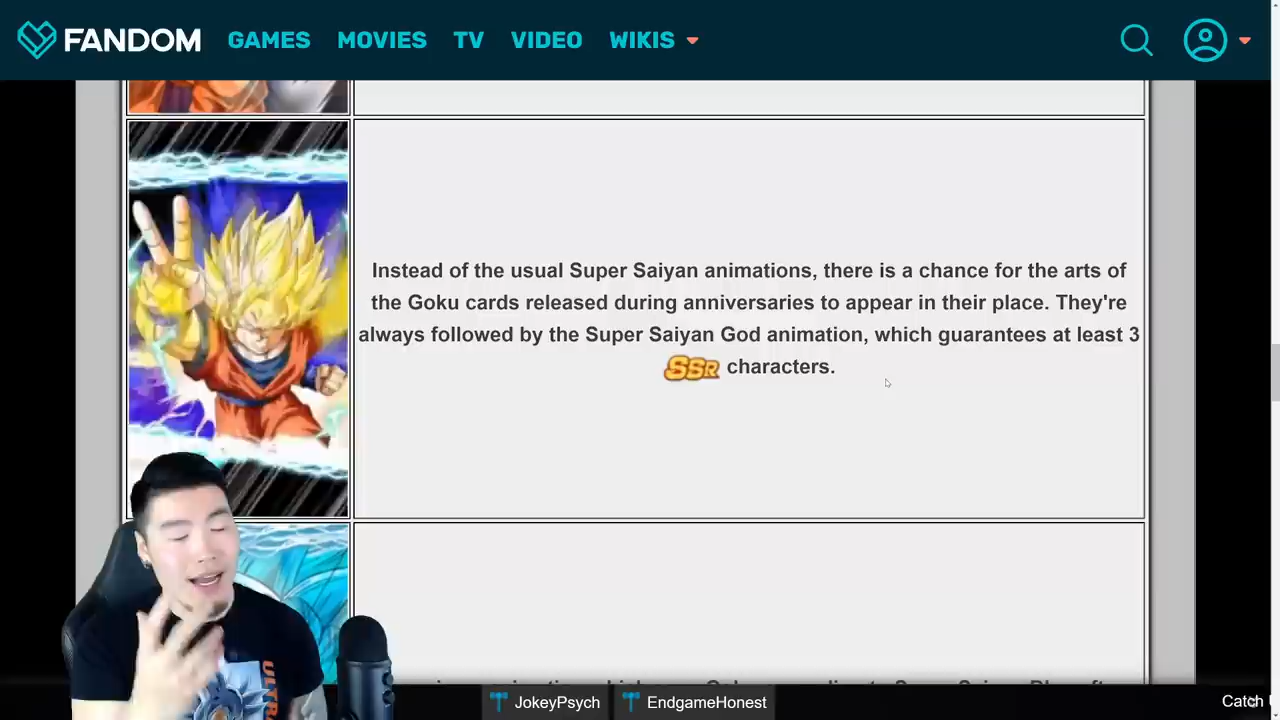 FANDOM GAMES MOVIES TV VIDEO WIKIS
Instead of the usual Super Saiyan animations, there is a chance for the arts of
the Goku cards released during anniversaries to appear in their place. They're
always followed by the Super Saiyan God animation, which guarantees at least 3
SSR characters.
JokeyPsych EndgameHonest Catch